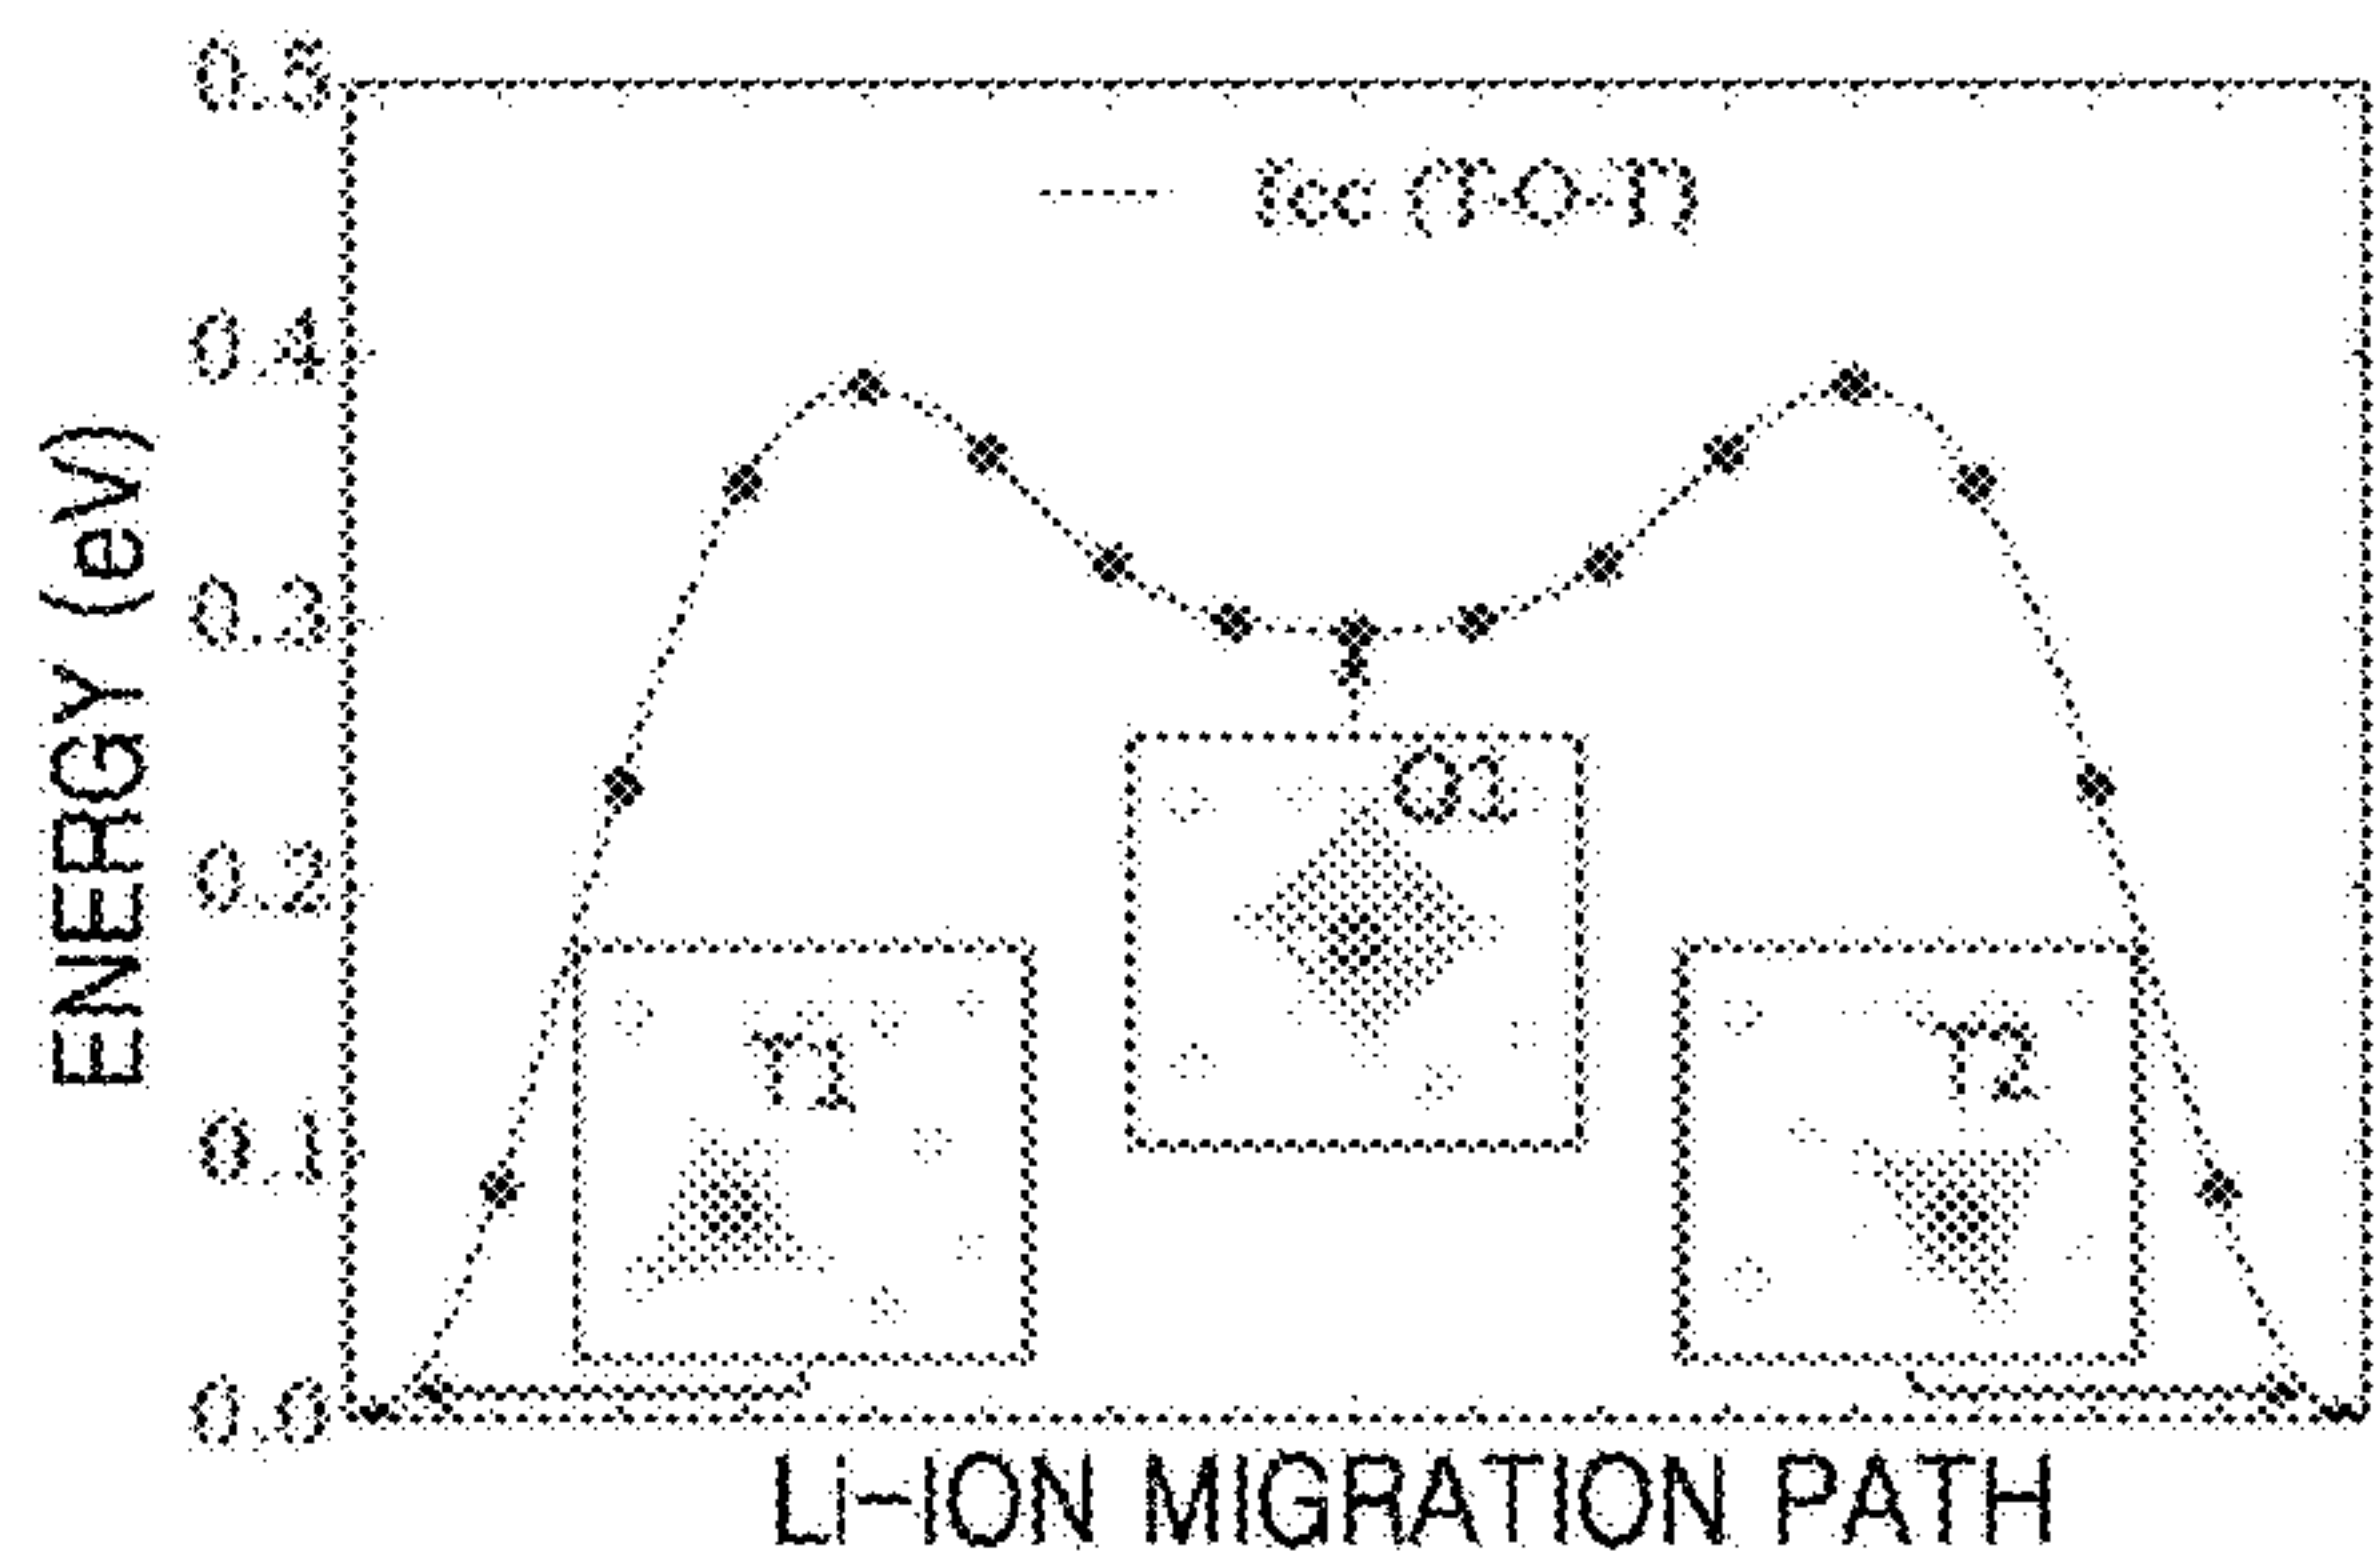 0.5
fcc (T-O-T)
0.4
0.3
0.2
0.1
0.0
ENERGY (eV)
O1
T1
T2
LI-ION MIGRATION PATH